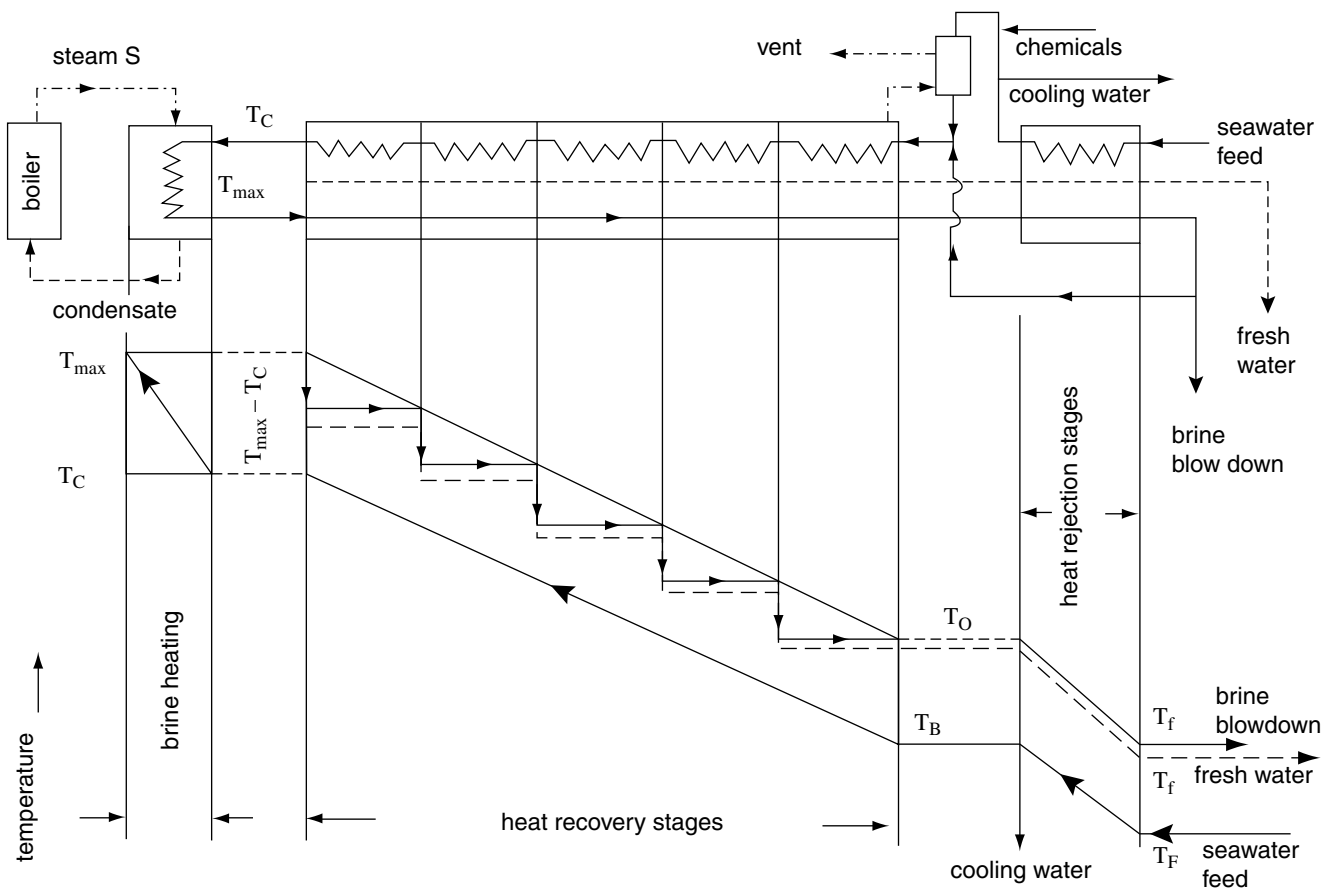 steam S
vent
chemicals
cooling water
T_C
seawater
feed
boiler
T_max
condensate
fresh
water
T_max
T_max – T_C
brine
blow down
T_C
heat rejection stages
brine heating
T_O
temperature
T_B
T_f
brine
blowdown
T_f
fresh water
heat recovery stages
cooling water
T_F
seawater
feed